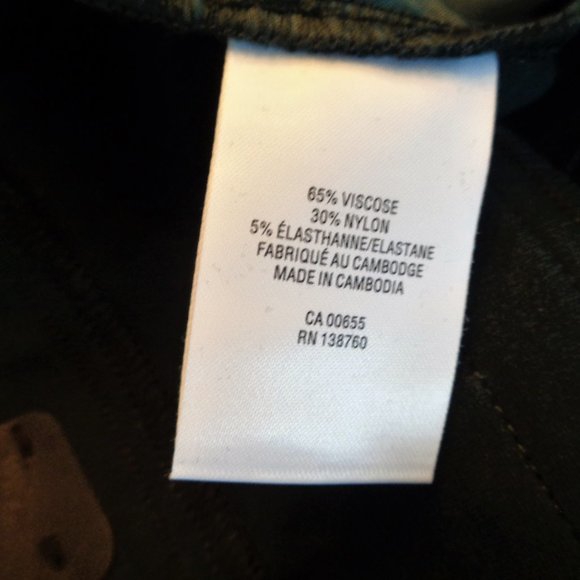 65% VISCOSE
30% NYLON
5% ÉLASTHANNE/ELASTANE
FABRIQUÉ AU CAMBODGE
MADE IN CAMBODIA
CA 00655
RN 138760